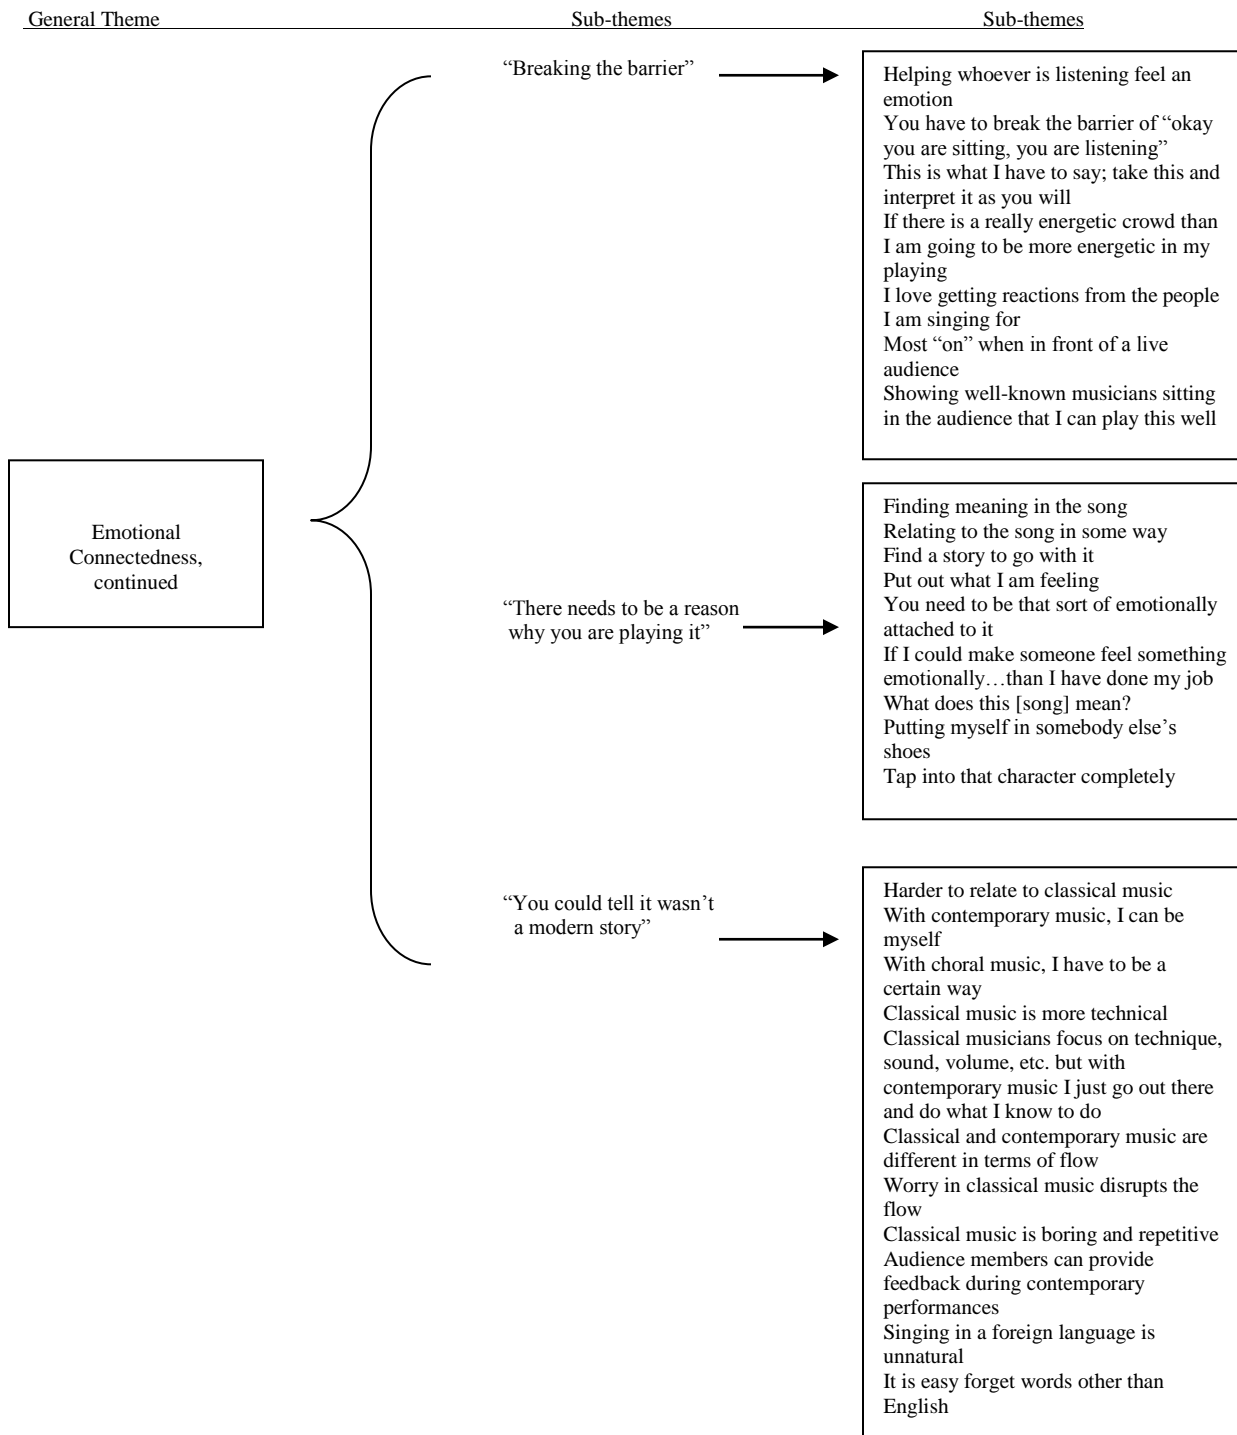 General Theme Sub-themes Sub-themes
“Breaking the barrier”
Helping whoever is listening feel an
emotion
You have to break the barrier of “okay
you are sitting, you are listening”
This is what I have to say; take this and
interpret it as you will
If there is a really energetic crowd than
I am going to be more energetic in my
playing
I love getting reactions from the people
I am singing for
Most “on” when in front of a live
audience
Showing well-known musicians sitting
in the audience that I can play this well
Emotional
Connectedness,
continued
“There needs to be a reason
why you are playing it”
Finding meaning in the song
Relating to the song in some way
Find a story to go with it
Put out what I am feeling
You need to be that sort of emotionally
attached to it
If I could make someone feel something
emotionally…than I have done my job
What does this [song] mean?
Putting myself in somebody else’s
shoes
Tap into that character completely
“You could tell it wasn’t
a modern story”
Harder to relate to classical music
With contemporary music, I can be
myself
With choral music, I have to be a
certain way
Classical music is more technical
Classical musicians focus on technique,
sound, volume, etc. but with
contemporary music I just go out there
and do what I know to do
Classical and contemporary music are
different in terms of flow
Worry in classical music disrupts the
flow
Classical music is boring and repetitive
Audience members can provide
feedback during contemporary
performances
Singing in a foreign language is
unnatural
It is easy forget words other than
English